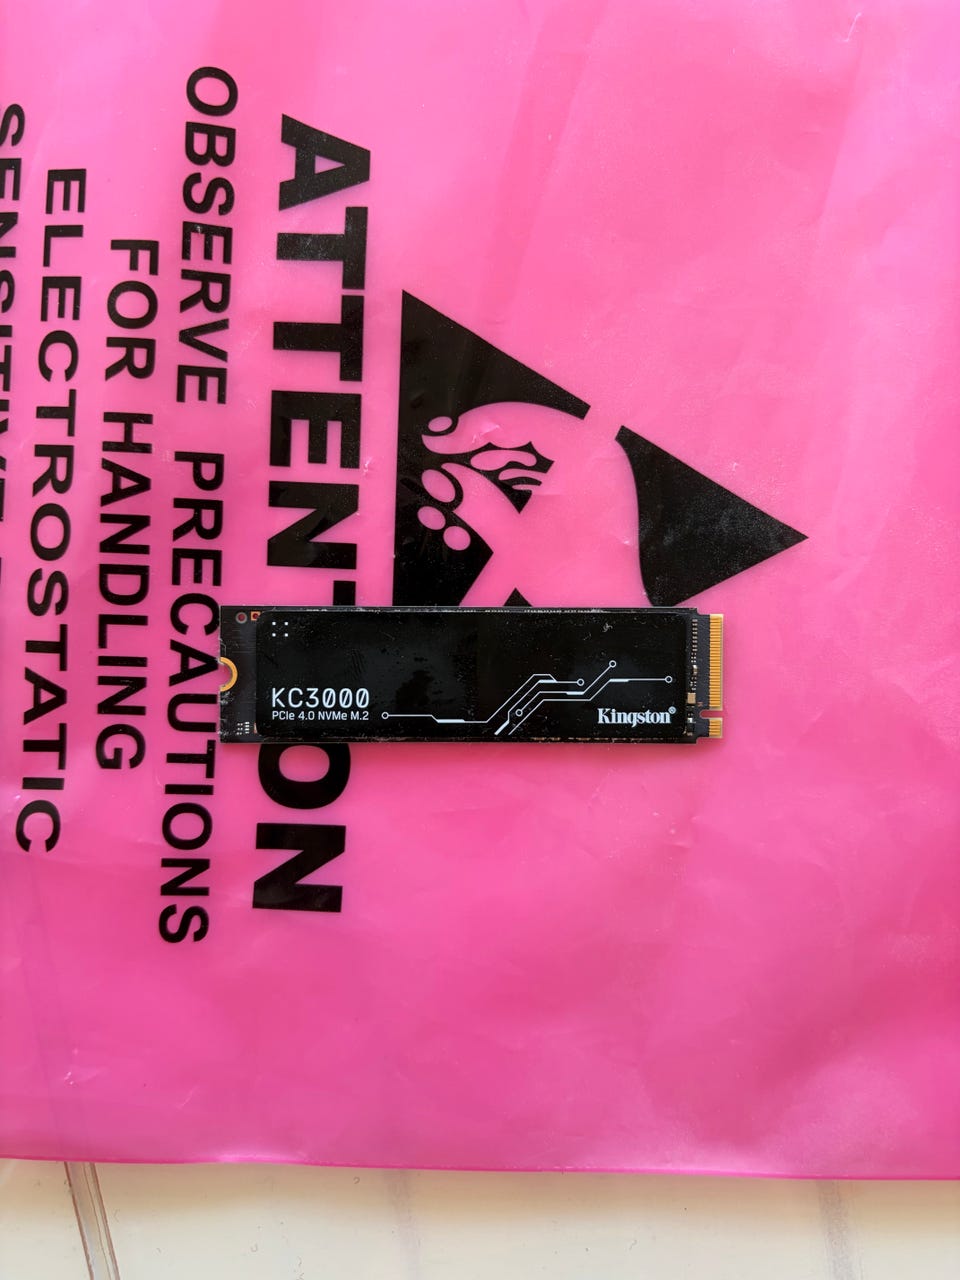 ATTENTION
OBSERVE PRECAUTIONS
FOR HANDLING
ELECTROSTATIC
KC3000
PCIe 4.0 NVMe M.2
Kingston®